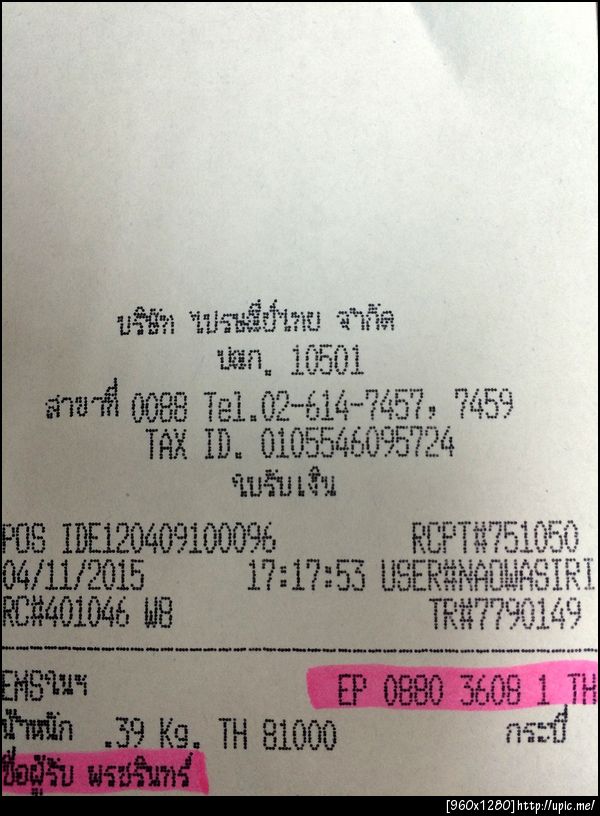 บริษัท ไปรษณีย์ไทย จำกัด
ปณก. 10501
สาขาที่ 0088 Tel.02-614-7457, 7459
TAX ID. 0105546095724
ใบรับเงิน
POS IDE120409100096 RCPT#751050
04/11/2015 17:17:53 USER#NAOWASIRI
RC#401046 W8 TR#7790149
EMSในฯ EP 0880 3608 1 TH
น้ำหนัก .39 Kg. TH 81000 กระบี่
ชื่อผู้รับ พรชรินทร์
[960x1280]http://upic.me/